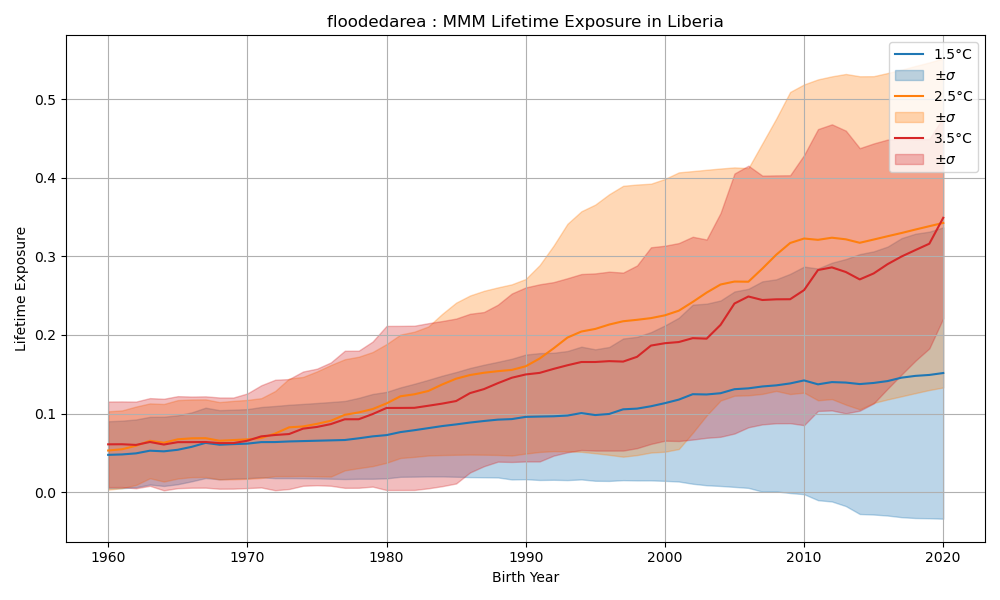 floodedarea : MMM Lifetime Exposure in Liberia
1.5°C
±σ
2.5°C
±σ
3.5°C
±σ
Lifetime Exposure
0.5
0.4
0.3
0.2
0.1
0.0
1960 1970 1980 1990 2000 2010 2020
Birth Year